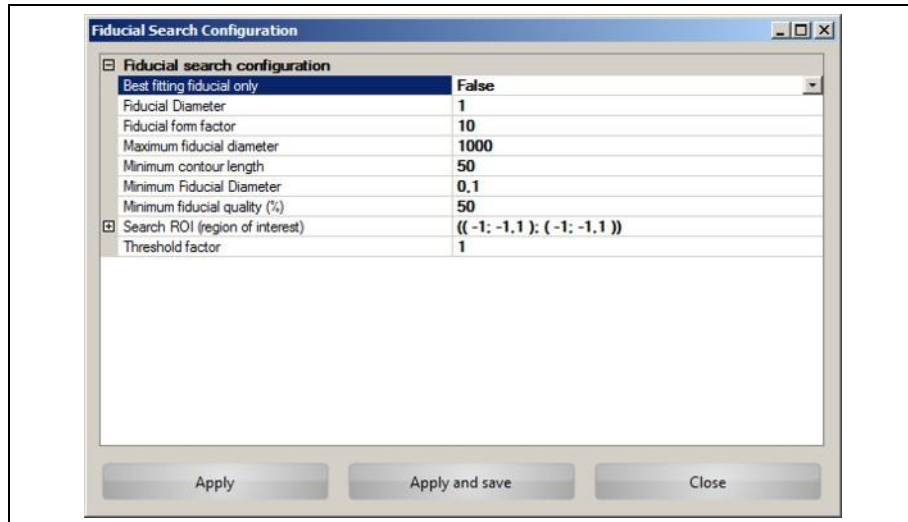 Fiducial Search Configuration
Fiducial search configuration
Best fitting fiducial only False
Fiducial Diameter 1
Fiducial form factor 10
Maximum fiducial diameter 1000
Minimum contour length 50
Minimum Fiducial Diameter 0,1
Minimum fiducial quality (%) 50
Search ROI (region of interest) (( -1; -1,1 ); ( -1; -1,1 ))
Threshold factor 1
Apply Apply and save Close